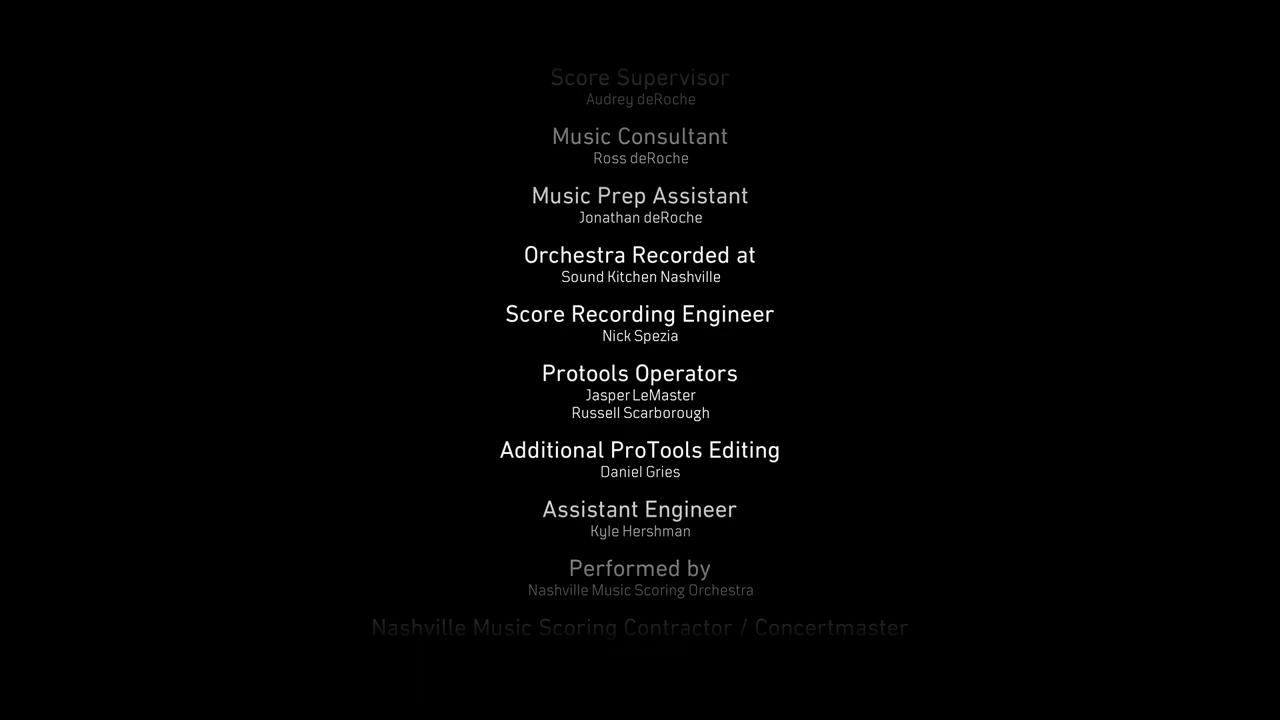 Score Supervisor
Audrey deRoche
Music Consultant
Ross deRoche
Music Prep Assistant
Jonathan deRoche
Orchestra Recorded at
Sound Kitchen Nashville
Score Recording Engineer
Nick Spezia
Protools Operators
Jasper LeMaster
Russell Scarborough
Additional ProTools Editing
Daniel Gries
Assistant Engineer
Kyle Hershman
Performed by
Nashville Music Scoring Orchestra
Nashville Music Scoring Contractor / Concertmaster